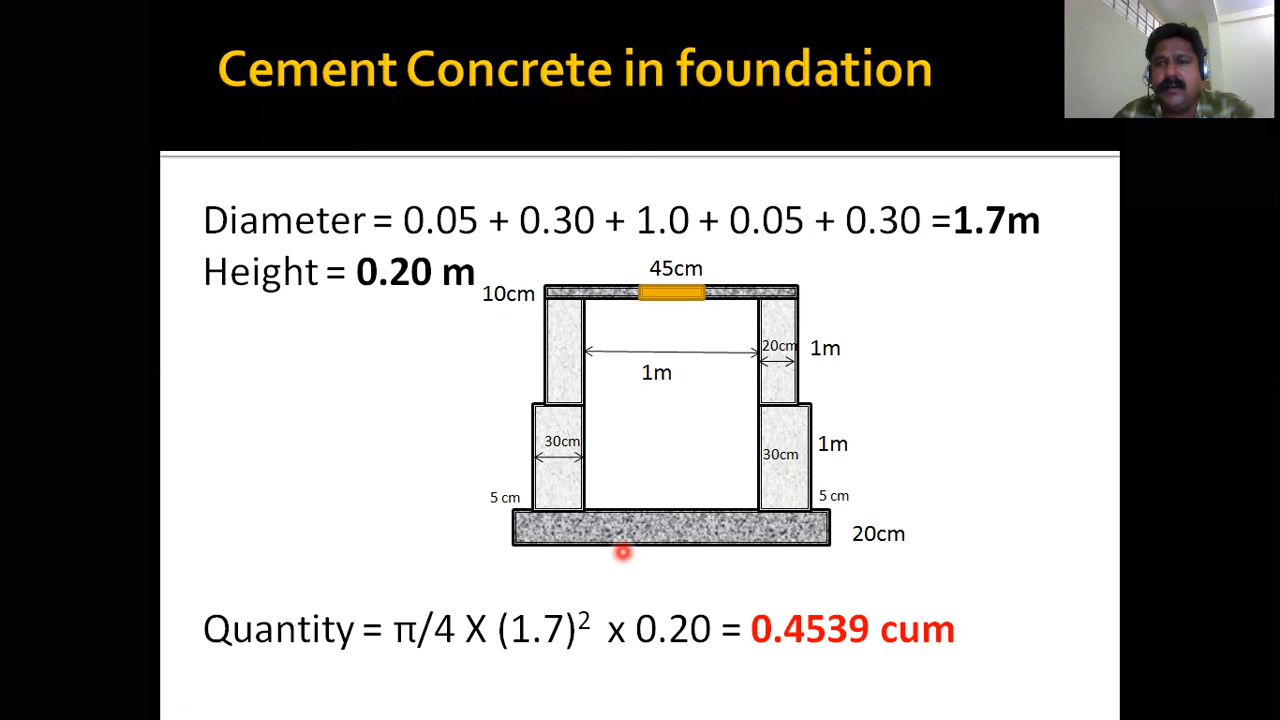 Cement Concrete in foundation
Diameter = 0.05 + 0.30 + 1.0 + 0.05 + 0.30 =1.7m
Height = 0.20 m
45cm
10cm
20cm
1m
1m
30cm
30cm
1m
5 cm
5 cm
20cm
Quantity = π/4 X (1.7)² x 0.20 = 0.4539 cum